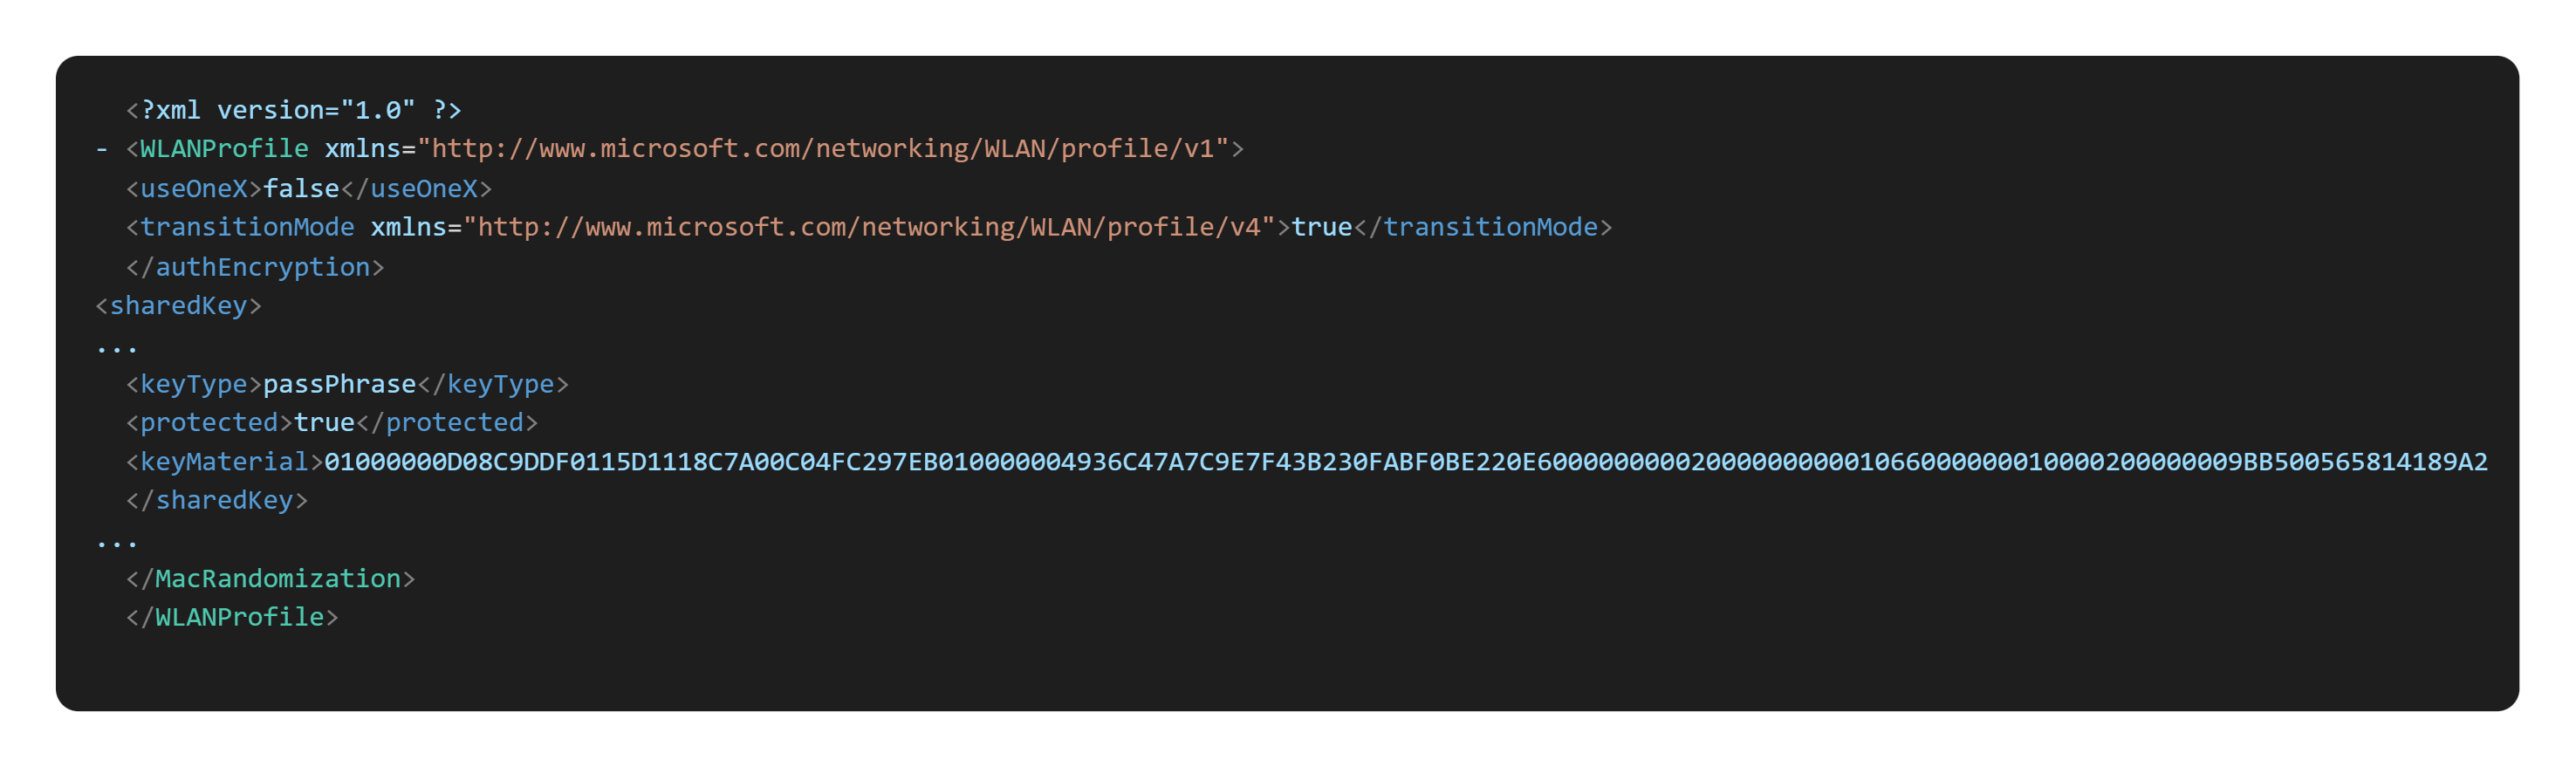 <?xml version="1.0" ?>
- <WLANProfile xmlns="http://www.microsoft.com/networking/WLAN/profile/v1">
<useOneX>false</useOneX>
<transitionMode xmlns="http://www.microsoft.com/networking/WLAN/profile/v4">true</transitionMode>
</authEncryption>
<sharedKey>
...
<keyType>passPhrase</keyType>
<protected>true</protected>
<keyMaterial>01000000D08C9DDF0115D1118C7A00C04FC297EB010000004936C47A7C9E7F43B230FABF0BE220E60000000002000000000010660000000100002000000009BB500565814189A2
</sharedKey>
...
</MacRandomization>
</WLANProfile>